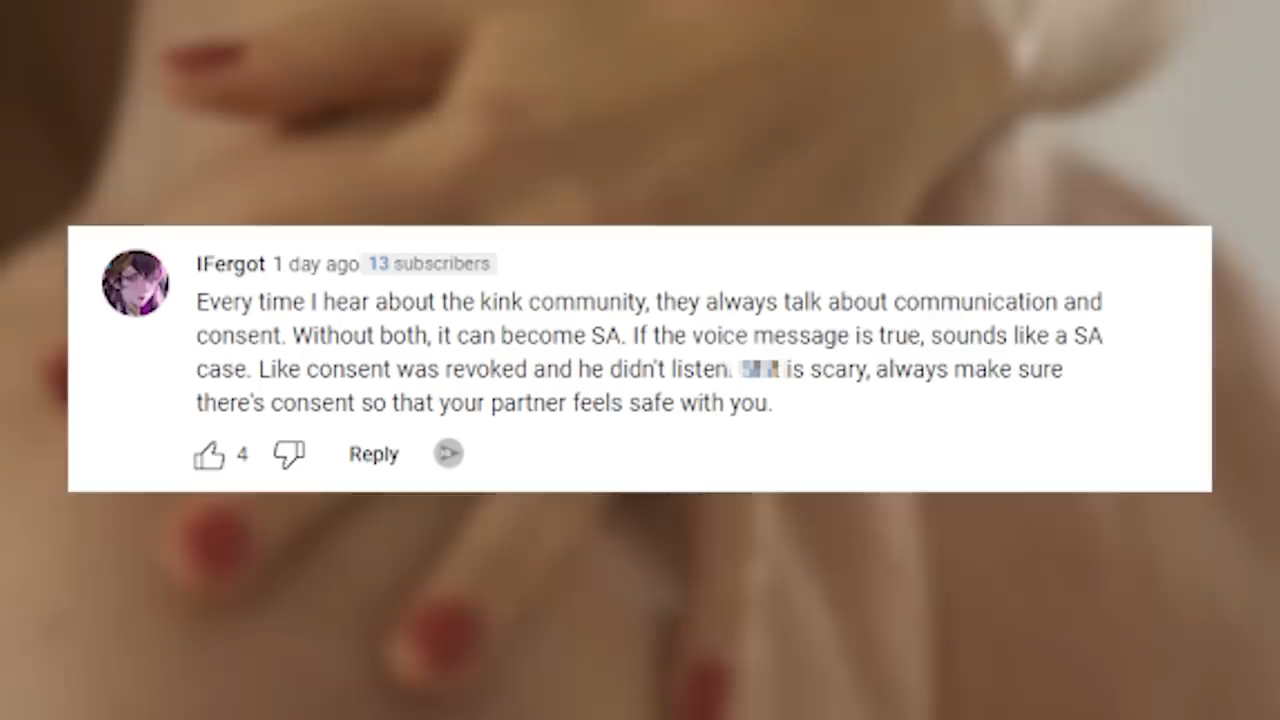 IFergot 1 day ago 13 subscribers
Every time I hear about the kink community, they always talk about communication and
consent. Without both, it can become SA. If the voice message is true, sounds like a SA
case. Like consent was revoked and he didn't listen. is scary, always make sure
there's consent so that your partner feels safe with you.
4 Reply